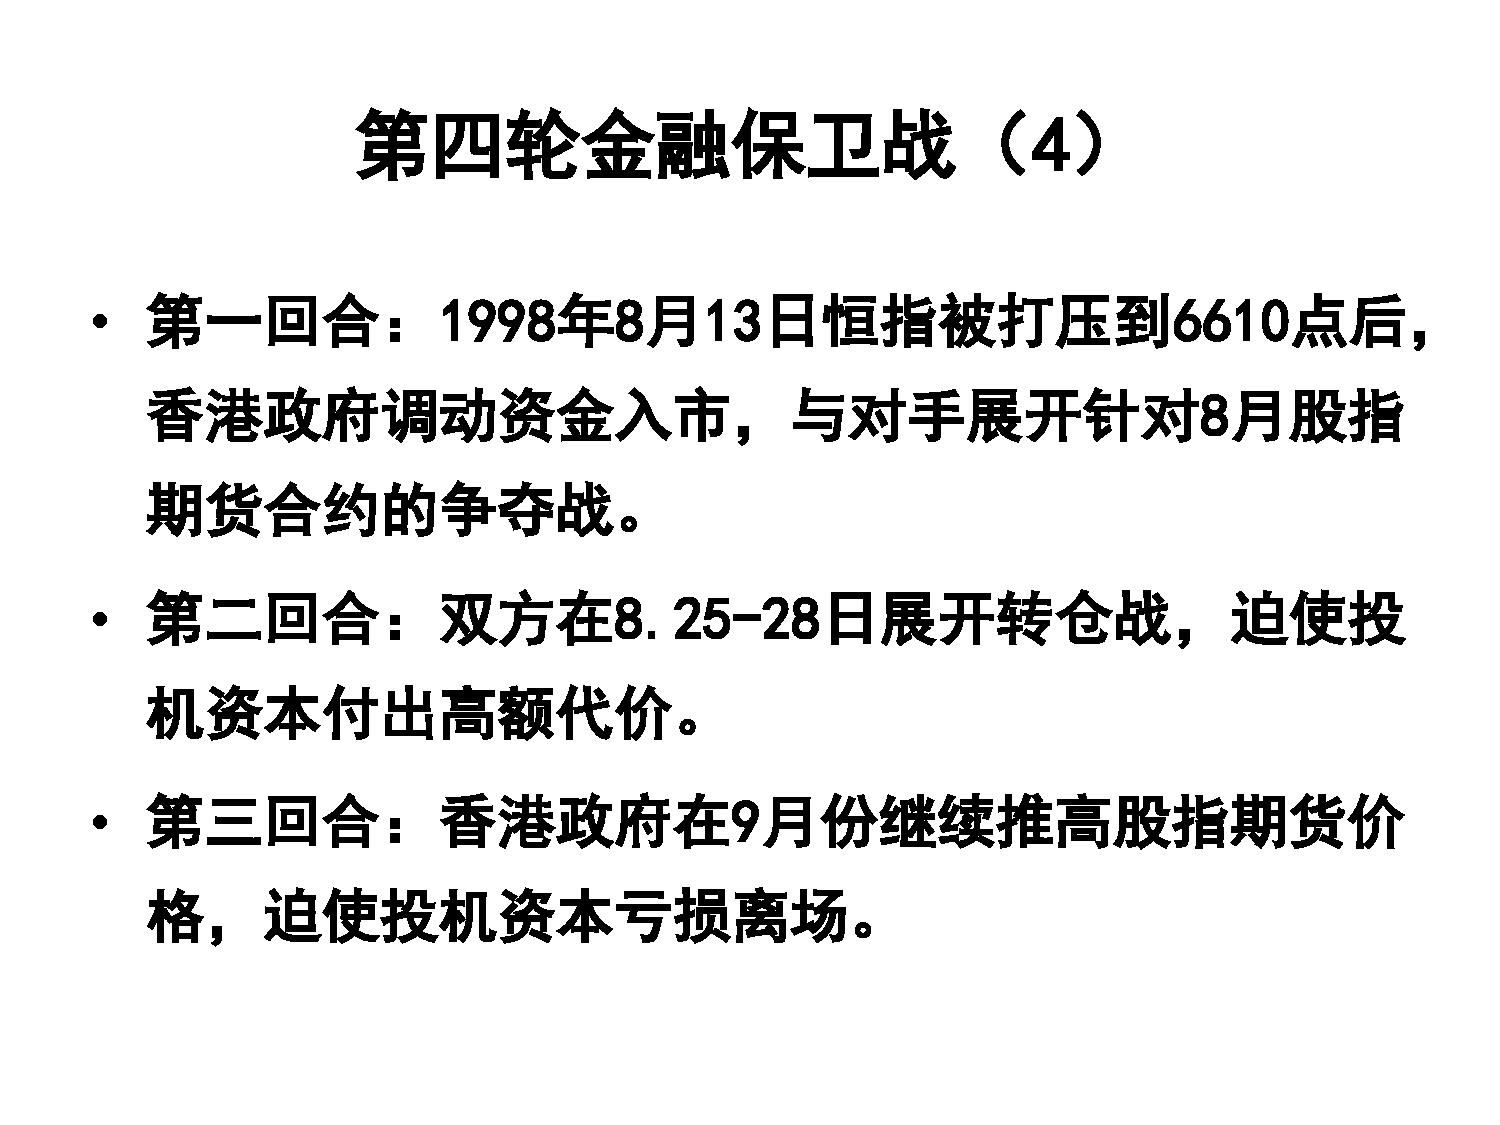 第四轮金融保卫战（4）
• 第一回合：1998年8月13日恒指被打压到6610点后，
香港政府调动资金入市，与对手展开针对8月股指
期货合约的争夺战。
• 第二回合：双方在8.25-28日展开转仓战，迫使投
机资本付出高额代价。
• 第三回合：香港政府在9月份继续推高股指期货价
格，迫使投机资本亏损离场。